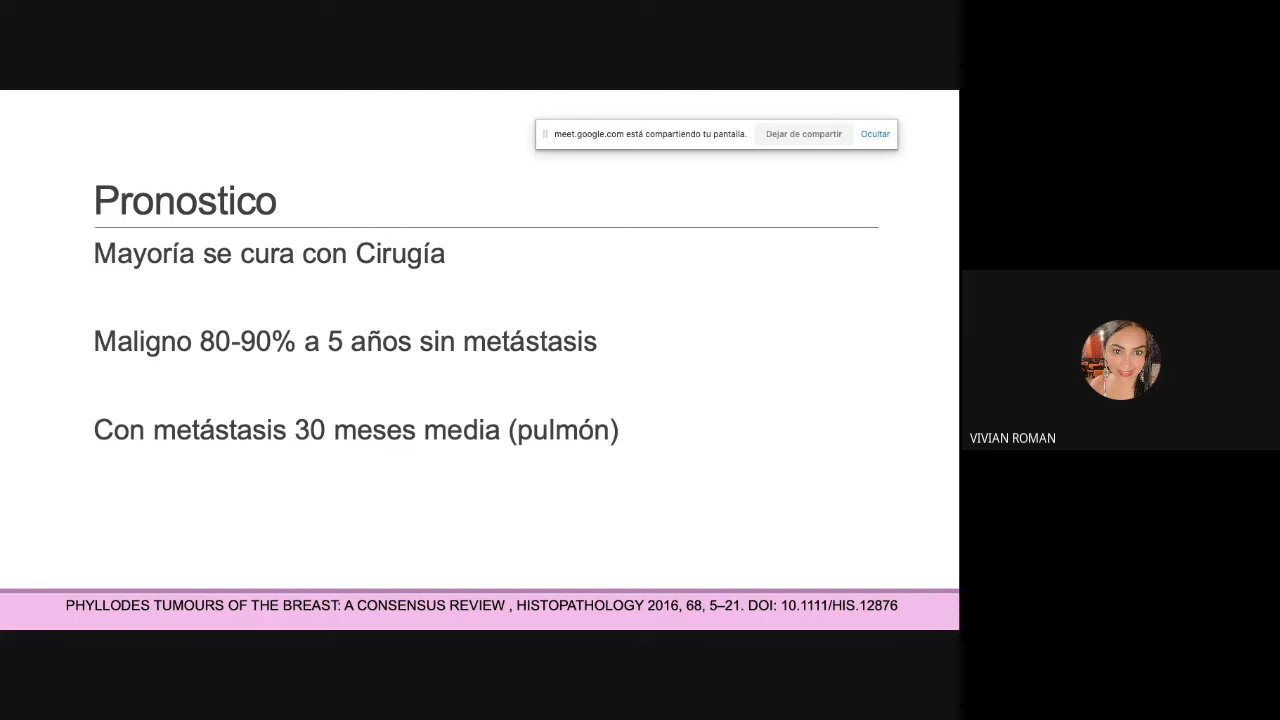 meet.google.com está compartiendo tu pantalla. Dejar de compartir Ocultar
Pronostico
Mayoría se cura con Cirugía
Maligno 80-90% a 5 años sin metástasis
Con metástasis 30 meses media (pulmón)
VIVIAN ROMAN
PHYLLODES TUMOURS OF THE BREAST: A CONSENSUS REVIEW , HISTOPATHOLOGY 2016, 68, 5–21. DOI: 10.1111/HIS.12876